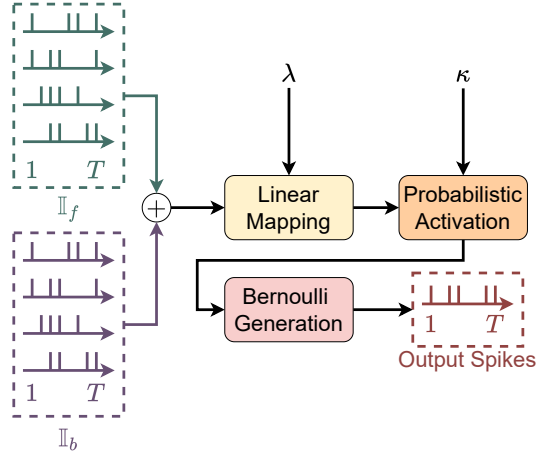 1 T
𝕀_f
λ
κ
+
Linear
Mapping
Probabilistic
Activation
1 T
𝕀_b
Bernoulli
Generation
1 T
Output Spikes